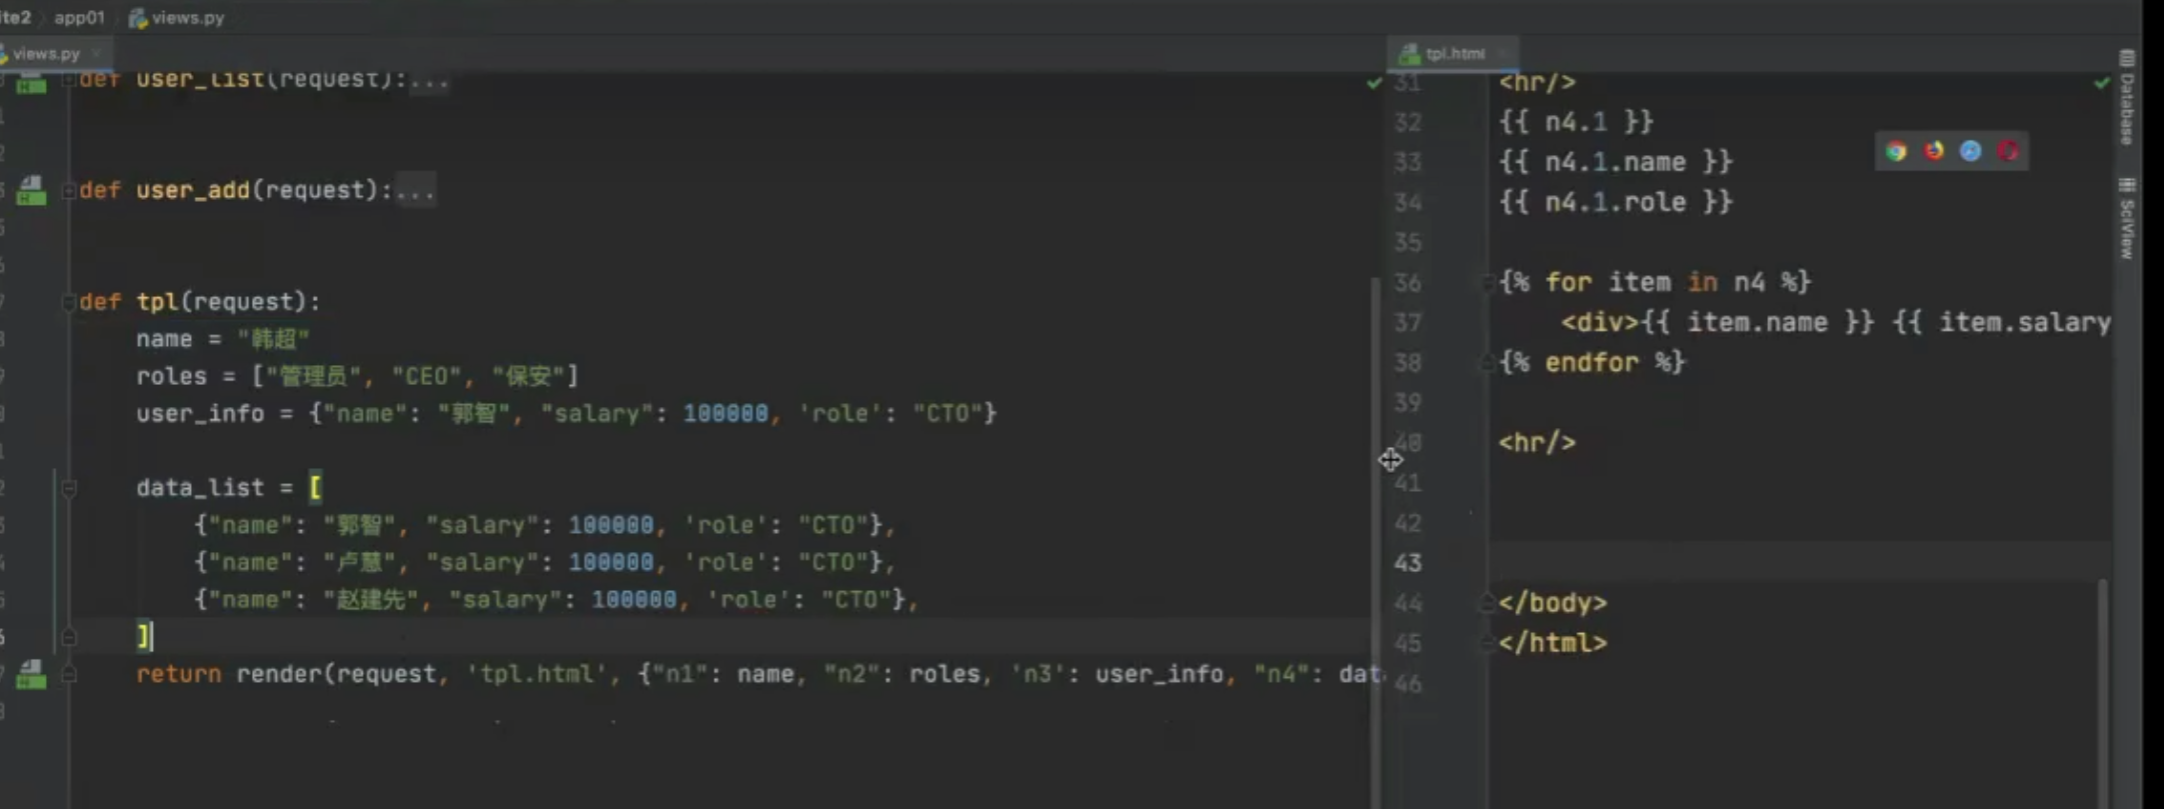 app01
views.py
views.py
def user_list(request):...
def user_add(request):...
def tpl(request):
name = "韩超"
roles = ["管理员", "CEO", "保安"]
user_info = {"name": "郭智", "salary": 100000, 'role': "CTO"}
data_list = [
{"name": "郭智", "salary": 100000, 'role': "CTO"},
{"name": "卢慧", "salary": 100000, 'role': "CTO"},
{"name": "赵建先", "salary": 100000, 'role': "CTO"},
]
return render(request, 'tpl.html', {"n1": name, "n2": roles, 'n3': user_info, "n4": dat
tpl.html
31 <hr/>
32 {{ n4.1 }}
33 {{ n4.1.name }}
34 {{ n4.1.role }}
35
36 {% for item in n4 %}
37 <div>{{ item.name }} {{ item.salary
38 {% endfor %}
39
40 <hr/>
41
42
43
44 </body>
45 </html>
46
Database
SciView